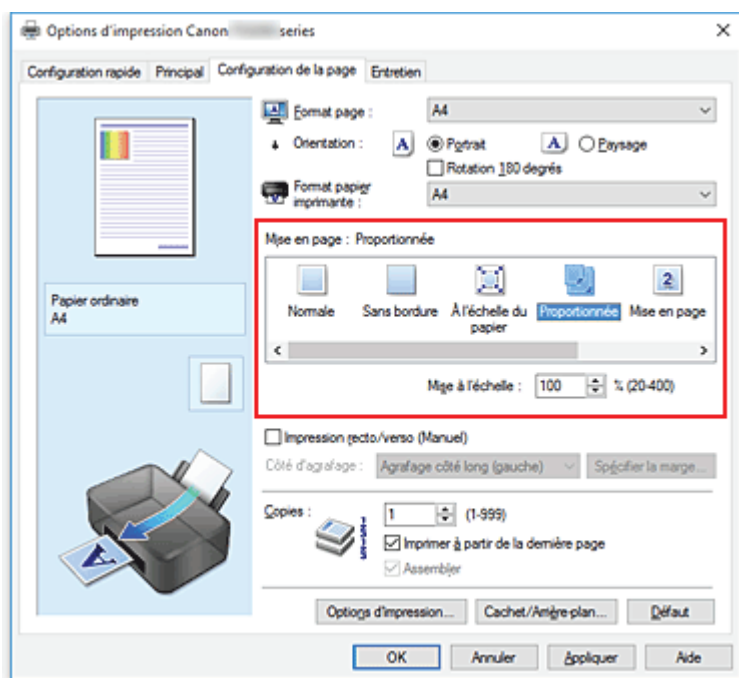 Options d'impression Canon series
Configuration rapide Principal Configuration de la page Entretien
Format page : A4
Orientation : A Portrait A Paysage
Rotation 180 degrés
Format papier imprimante : A4
Mise en page : Proportionnée
2
Normale Sans bordure À l'échelle du papier Proportionnée Mise en page
Papier ordinaire
A4
Mise à l'échelle : 100 % (20-400)
Impression recto/verso (Manuel)
Côté d'agrafage : Agrafage côté long (gauche) Spécifier la marge...
Copies : 1 (1-999)
Imprimer à partir de la dernière page
Assembler
A
Options d'impression... Cachet/Arrière-plan... Défaut
OK Annuler Appliquer Aide